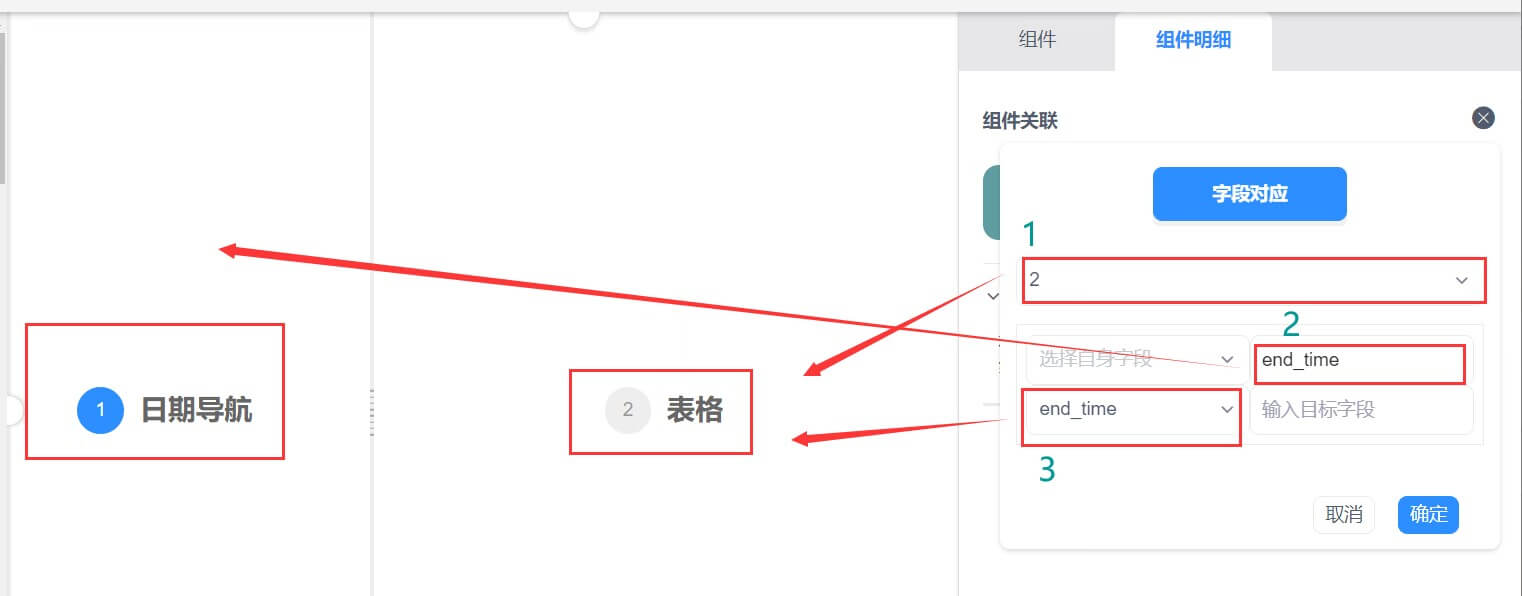 组件
组件明细
组件关联
字段对应
1
2
2
选择自身字段
end_time
end_time
输入目标字段
3
取消
确定
1 日期导航
2 表格